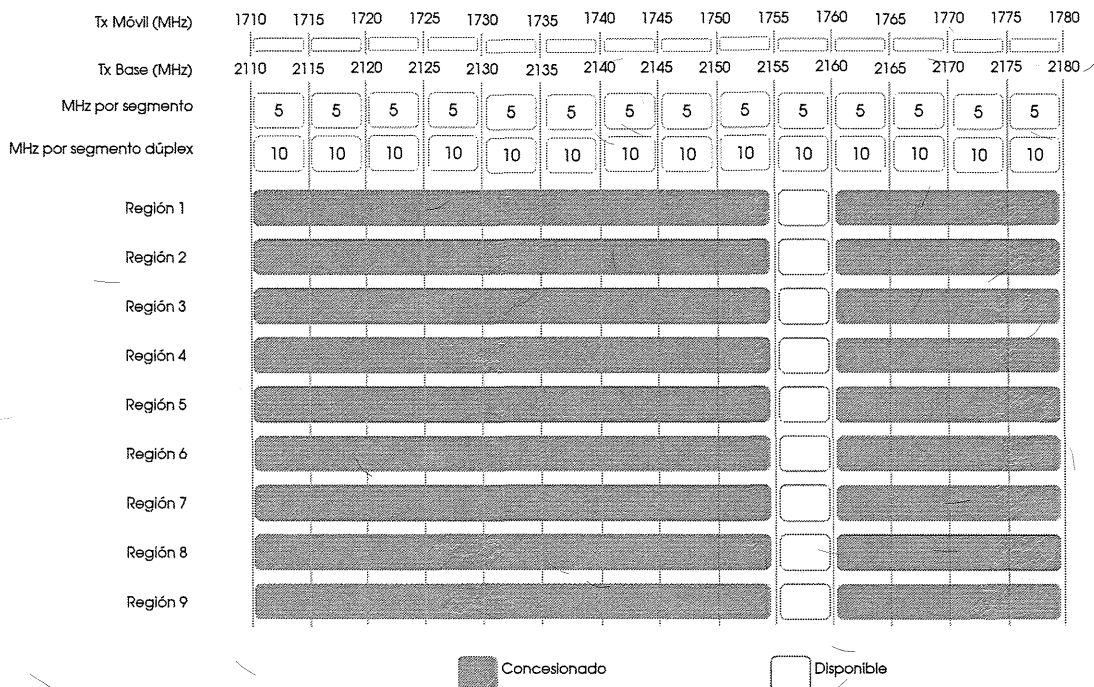 Tx Móvil (MHz) 1710 1715 1720 1725 1730 1735 1740 1745 1750 1755 1760 1765 1770 1775 1780
Tx Base (MHz) 2110 2115 2120 2125 2130 2135 2140 2145 2150 2155 2160 2165 2170 2175 2180
MHz por segmento 5 5 5 5 5 5 5 5 5 5 5 5 5 5
MHz por segmento dúplex 10 10 10 10 10 10 10 10 10 10 10 10 10 10
Región 1
Región 2
Región 3
Región 4
Región 5
Región 6
Región 7
Región 8
Región 9
Concesionado Disponible